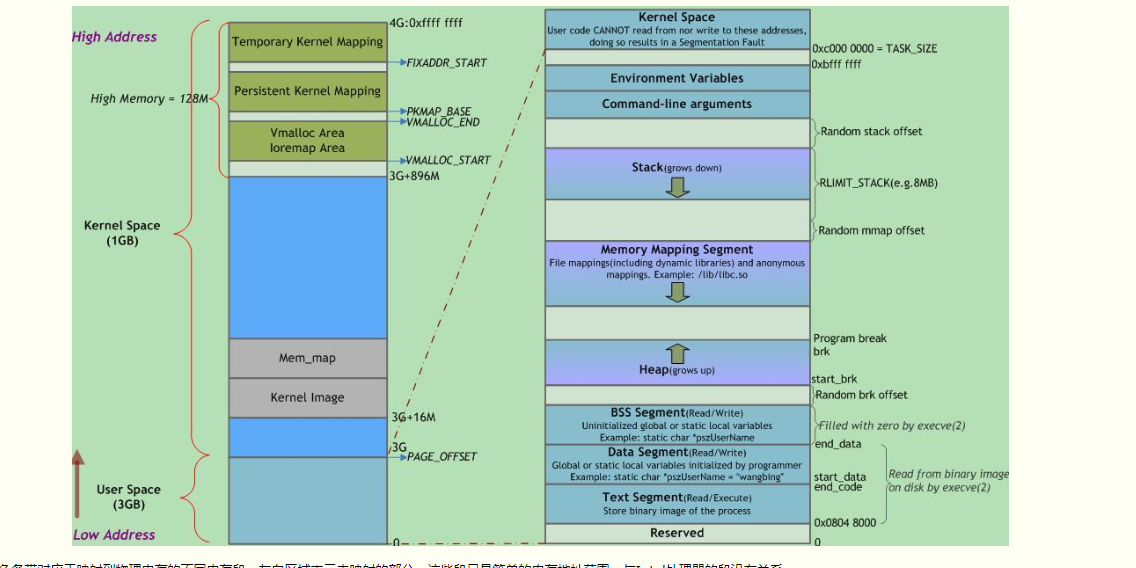 High Address
4G:0xffff ffff
Temporary Kernel Mapping
FIXADDR_START
High Memory = 128M
Persistent Kernel Mapping
PKMAP_BASE
VMALLOC_END
Vmalloc Area
Ioremap Area
VMALLOC_START
3G+896M
Kernel Space
(1GB)
Mem_map
Kernel Image
3G+16M
3G
PAGE_OFFSET
User Space
(3GB)
Low Address
0
Kernel Space
User code CANNOT read from nor write to these addresses,
doing so results in a Segmentation Fault
0xc000 0000 = TASK_SIZE
0xbfff ffff
Environment Variables
Command-line arguments
Random stack offset
Stack(grows down)
RLIMIT_STACK(e.g.8MB)
Random mmap offset
Memory Mapping Segment
File mappings(including dynamic libraries) and anonymous
mappings. Example: /lib/libc.so
Program break
brk
Heap(grows up)
start_brk
Random brk offset
BSS Segment(Read/Write)
Uninitialized global or static local variables
Example: static char *pszUserName
Filled with zero by execve(2)
end_data
Data Segment(Read/Write)
Global or static local variables initialized by programmer
Example: static char *pszUserName = "wangbing"
start_data
end_code
Read from binary image
on disk by execve(2)
Text Segment(Read/Execute)
Store binary image of the process
0x0804 8000
Reserved
0